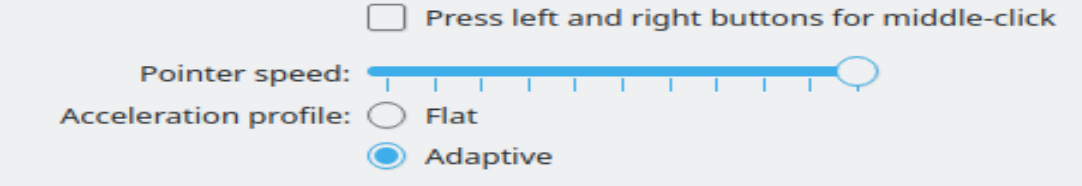 Press left and right buttons for middle-click
Pointer speed:
Acceleration profile: Flat
Adaptive